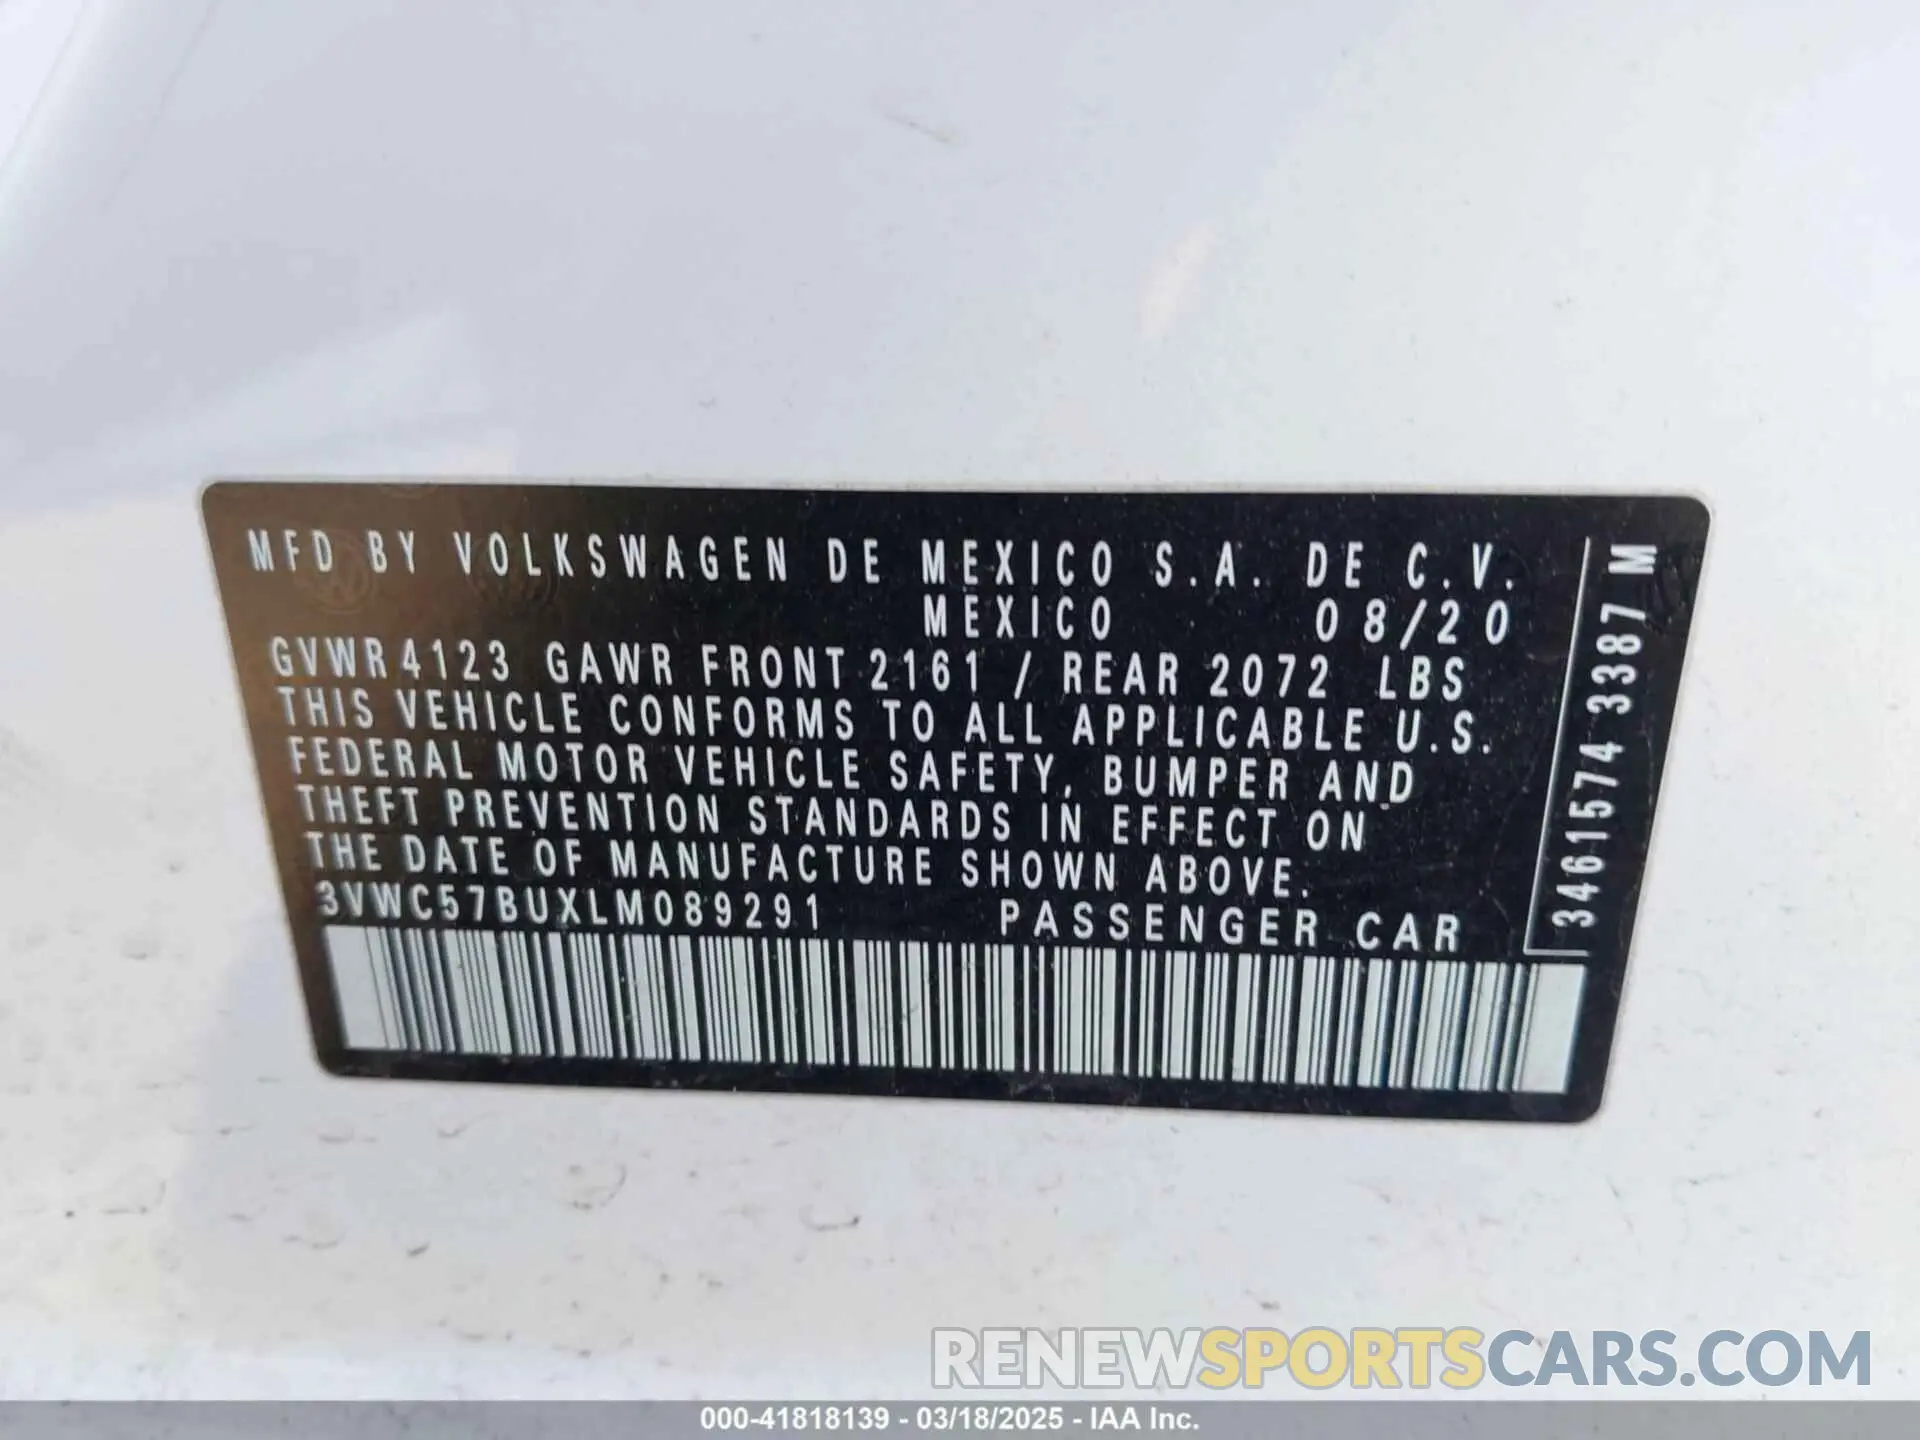 MFD BY VOLKSWAGEN DE MEXICO S.A. DE C.V.
MEXICO 08/20
GVWR 4123 GAWR FRONT 2161 / REAR 2072 LBS
THIS VEHICLE CONFORMS TO ALL APPLICABLE U.S.
FEDERAL MOTOR VEHICLE SAFETY, BUMPER AND
THEFT PREVENTION STANDARDS IN EFFECT ON
THE DATE OF MANUFACTURE SHOWN ABOVE.
3VWC57BUXLM089291 PASSENGER CAR
3461574 3387 M
RENEWSPORTSCARS.COM
000-41818139 - 03/18/2025 - IAA Inc.